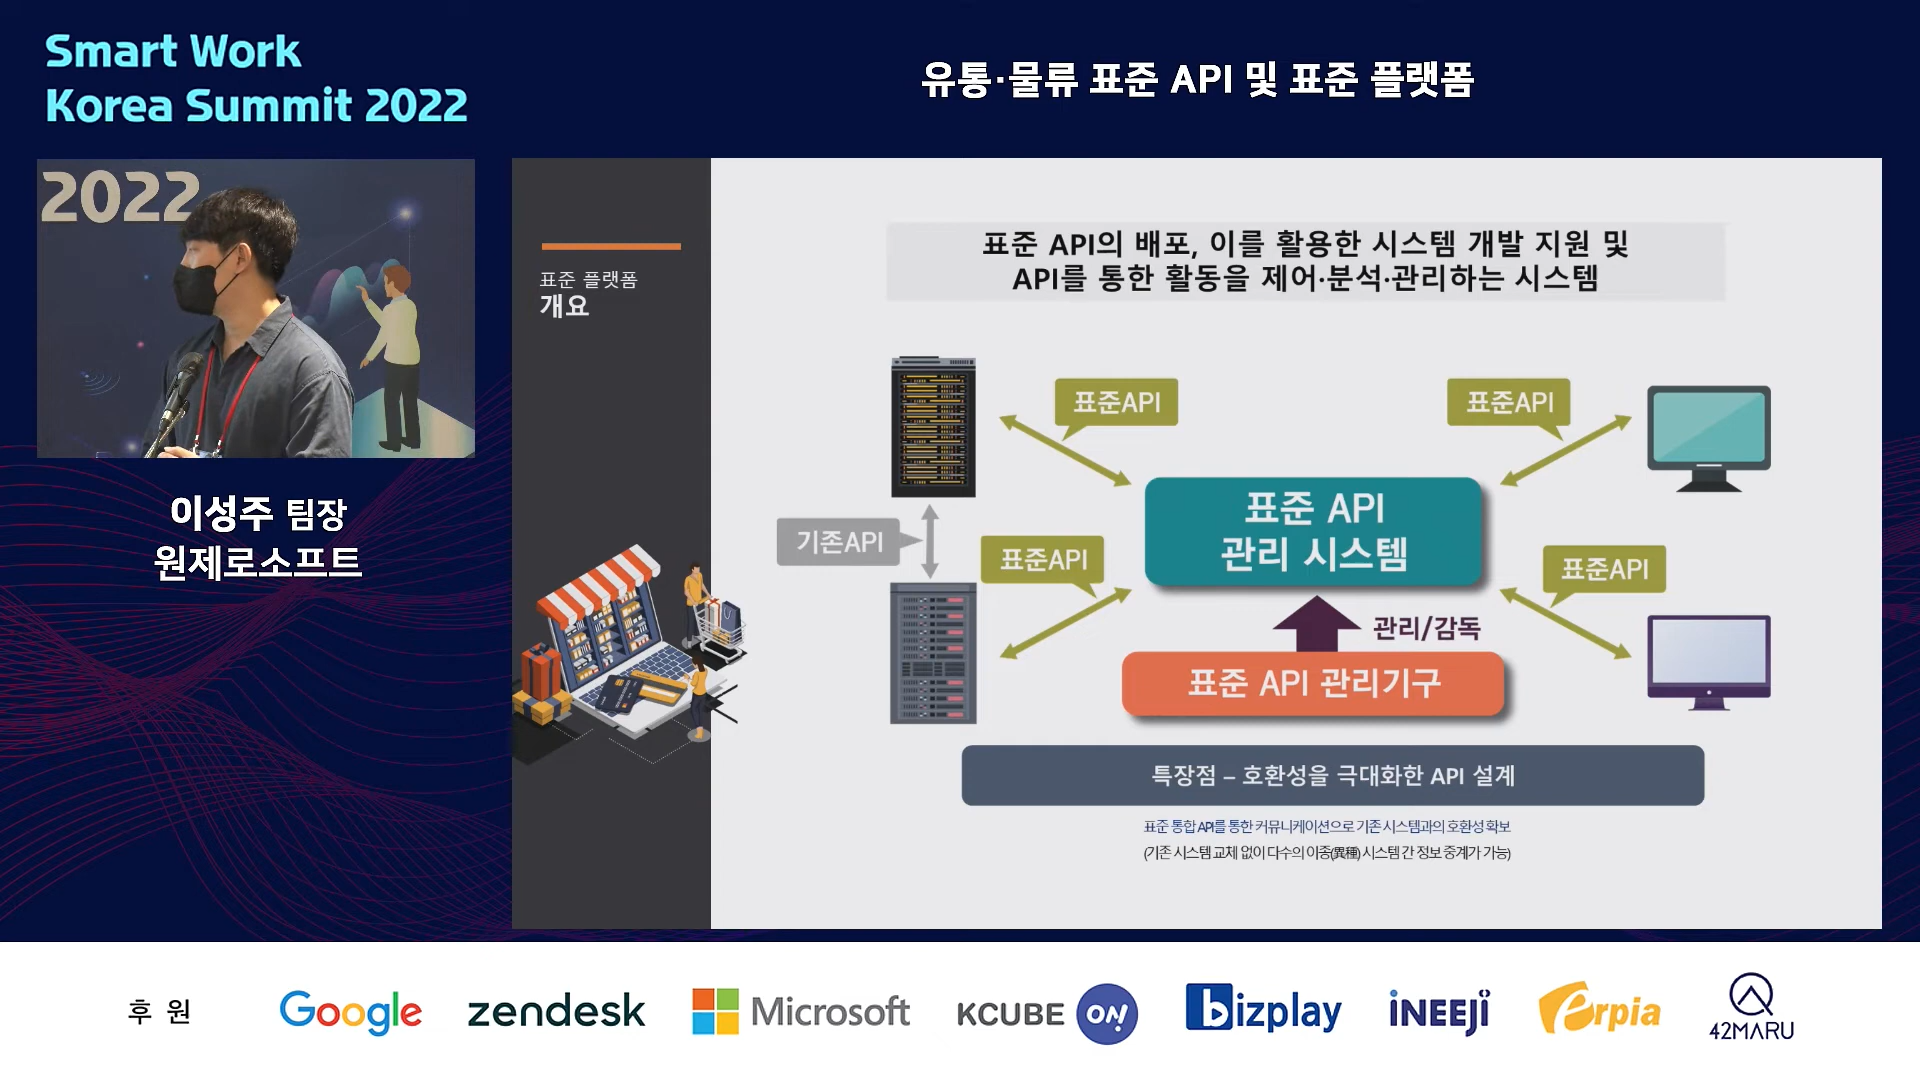 Smart Work
Korea Summit 2022
유통·물류 표준 API 및 표준 플랫폼
2022
이성주 팀장
원제로소프트
표준 플랫폼
개요
표준 API의 배포, 이를 활용한 시스템 개발 지원 및
API를 통한 활동을 제어·분석·관리하는 시스템
표준API
표준API
기존API
표준API
표준 API
관리 시스템
표준API
관리/감독
표준 API 관리기구
특장점 – 호환성을 극대화한 API 설계
표준 통합 API를 통한 커뮤니케이션으로 기존 시스템과의 호환성 확보
(기존 시스템 교체 없이 다수의 이종(異種) 시스템 간 정보 중계가 가능)
후 원
Google
zendesk
Microsoft
KCUBE ON!
bizplay
iNEEJi
erpia
42MARU